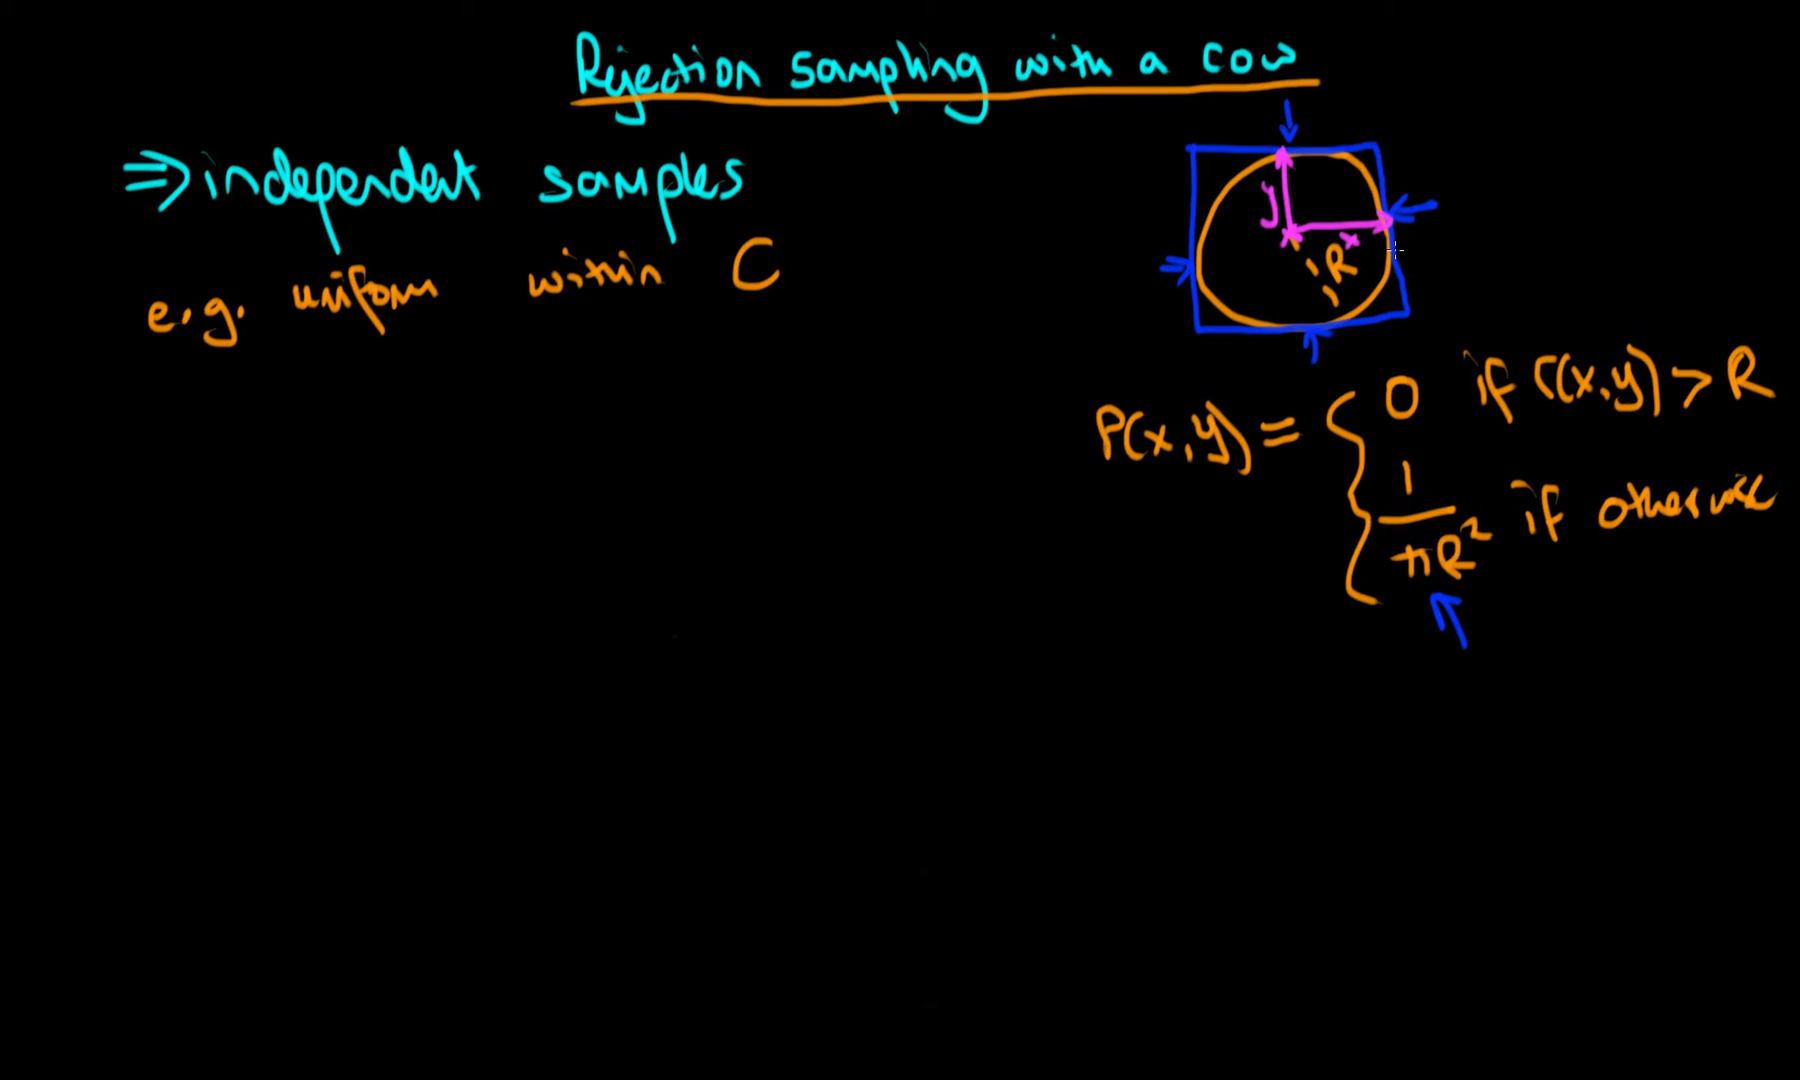 Rejection sampling with a cow
⇒ independent samples
e.g. uniform within C
y
x
R
P(x,y) = { 0 if r(x,y) > R
1/πR² if otherwise